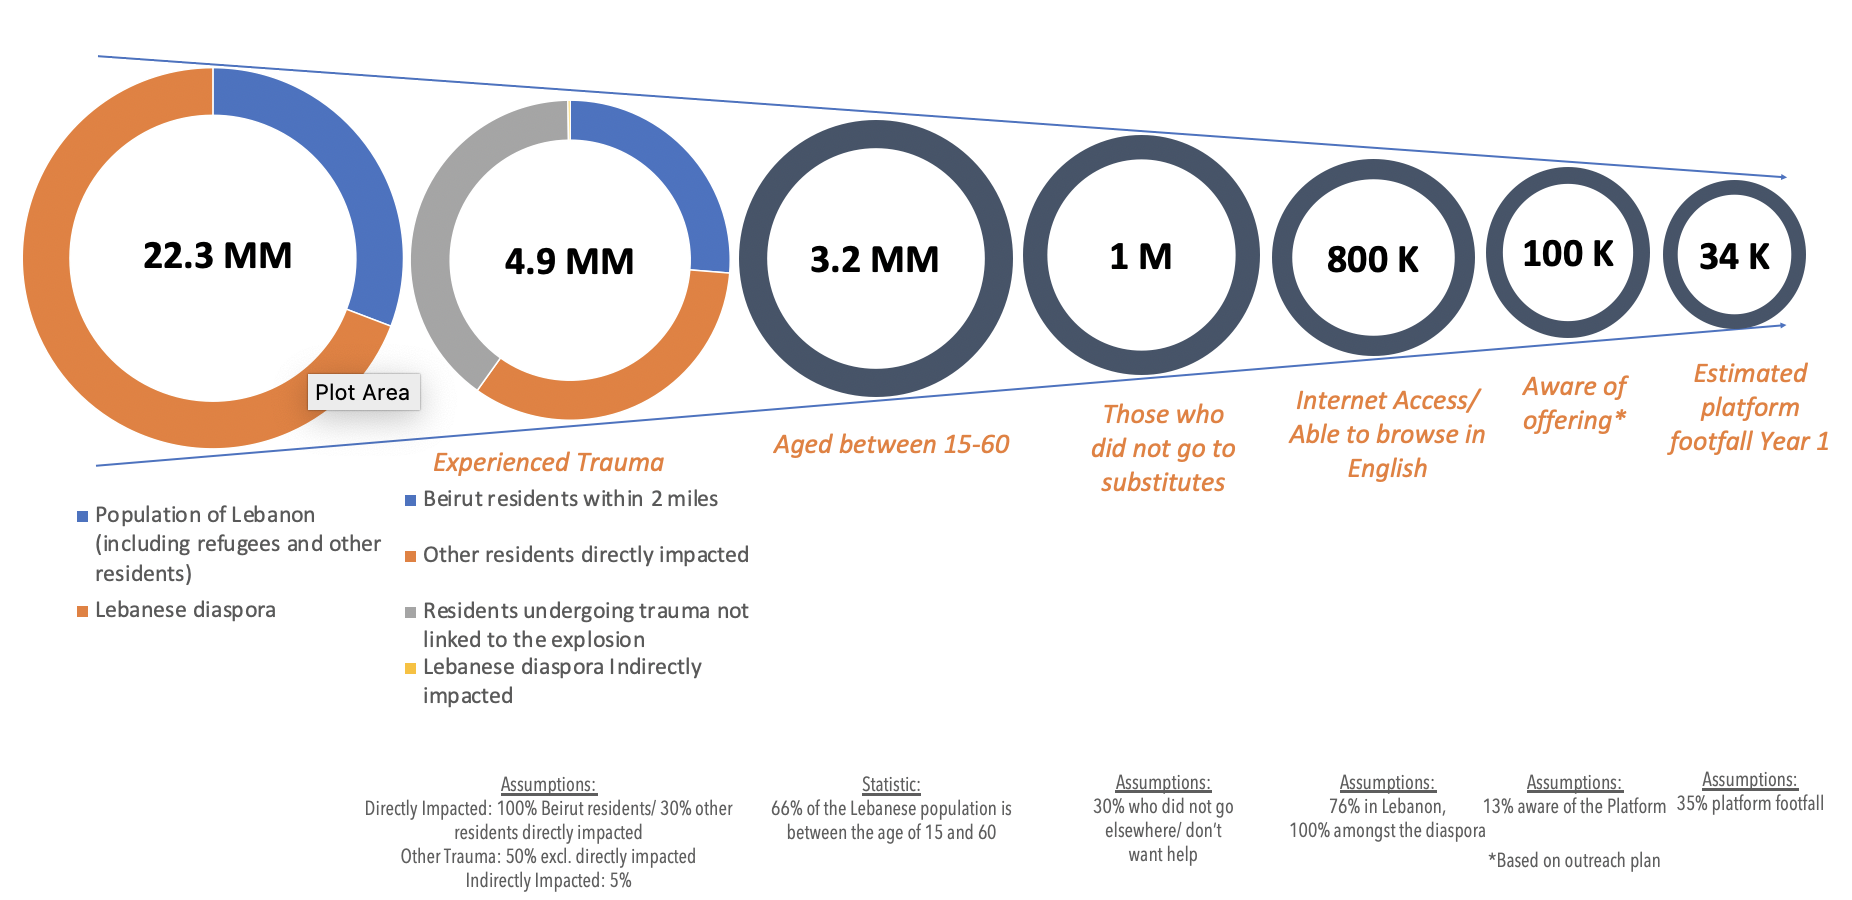 22.3 MM
4.9 MM
3.2 MM
1 M
800 K
100 K
34 K
Plot Area
Experienced Trauma
Aged between 15-60
Those who
did not go to
substitutes
Internet Access/
Able to browse in
English
Aware of
offering*
Estimated
platform
footfall Year 1
Population of Lebanon
(including refugees and other
residents)
Lebanese diaspora
Beirut residents within 2 miles
Other residents directly impacted
Residents undergoing trauma not
linked to the explosion
Lebanese diaspora Indirectly
impacted
Assumptions:
Directly Impacted: 100% Beirut residents/ 30% other
residents directly impacted
Other Trauma: 50% excl. directly impacted
Indirectly Impacted: 5%
Statistic:
66% of the Lebanese population is
between the age of 15 and 60
Assumptions:
30% who did not go
elsewhere/ don't
want help
Assumptions:
76% in Lebanon,
100% amongst the diaspora
Assumptions:
13% aware of the Platform
*Based on outreach plan
Assumptions:
35% platform footfall